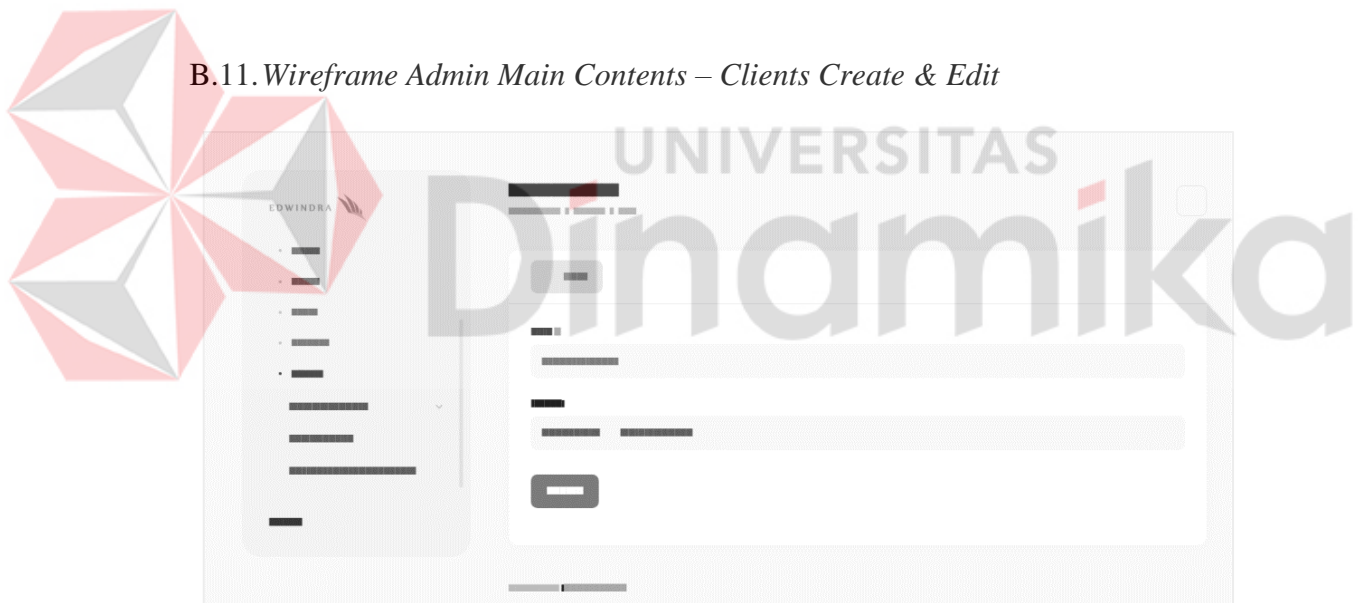 B.11. Wireframe Admin Main Contents – Clients Create & Edit
UNIVERSITAS
Dinamika
EDWINDRA